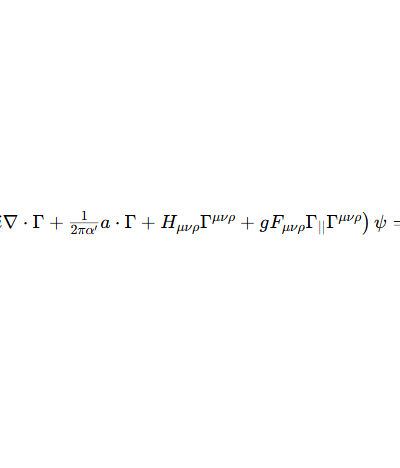 ∇ · Γ + 1/2πα′ a · Γ + H_{μνρ}Γ^{μνρ} + gF_{μνρ}Γ_{||}Γ^{μνρ}) ψ =